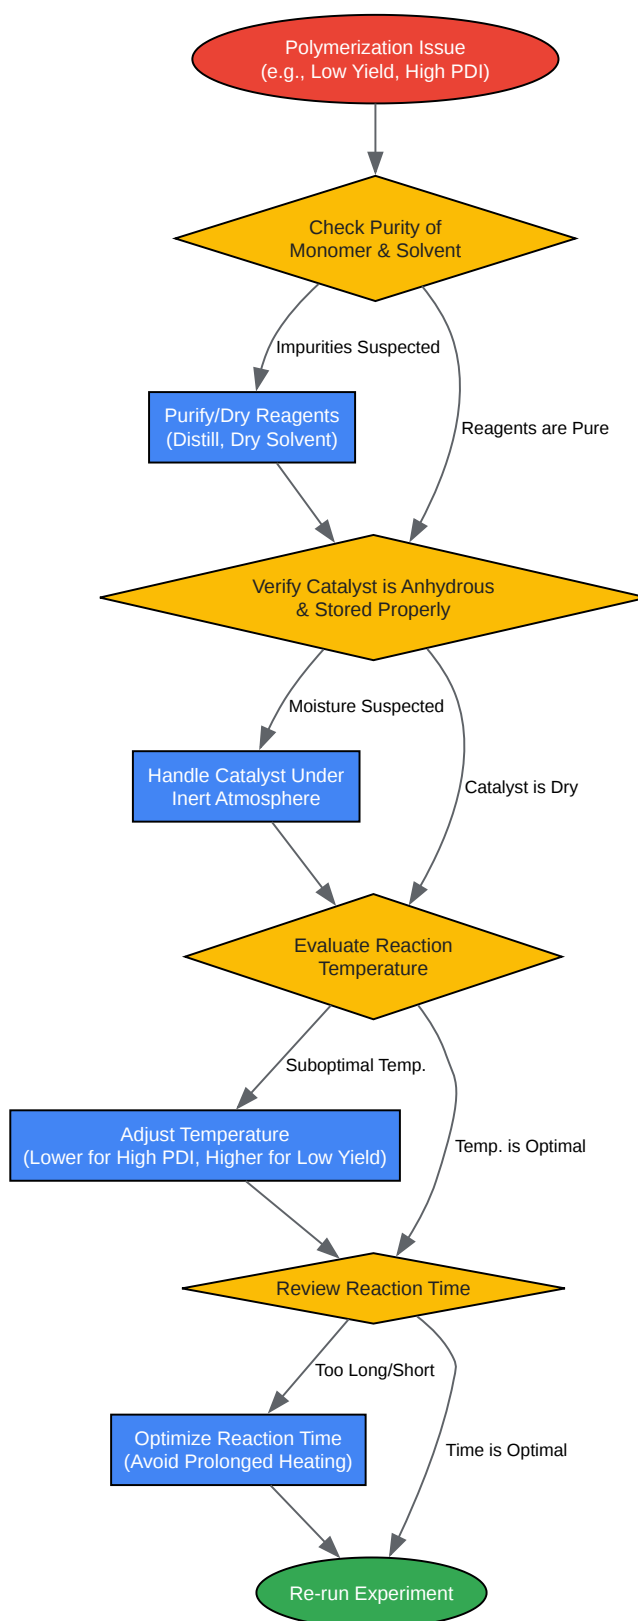 Polymerization Issue
(e.g., Low Yield, High PDI)
Check Purity of
Monomer & Solvent
Impurities Suspected
Purify/Dry Reagents
(Distill, Dry Solvent)
Reagents are Pure
Verify Catalyst is Anhydrous
& Stored Properly
Moisture Suspected
Handle Catalyst Under
Inert Atmosphere
Catalyst is Dry
Evaluate Reaction
Temperature
Suboptimal Temp.
Adjust Temperature
(Lower for High PDI, Higher for Low Yield)
Temp. is Optimal
Review Reaction Time
Too Long/Short
Optimize Reaction Time
(Avoid Prolonged Heating)
Time is Optimal
Re-run Experiment